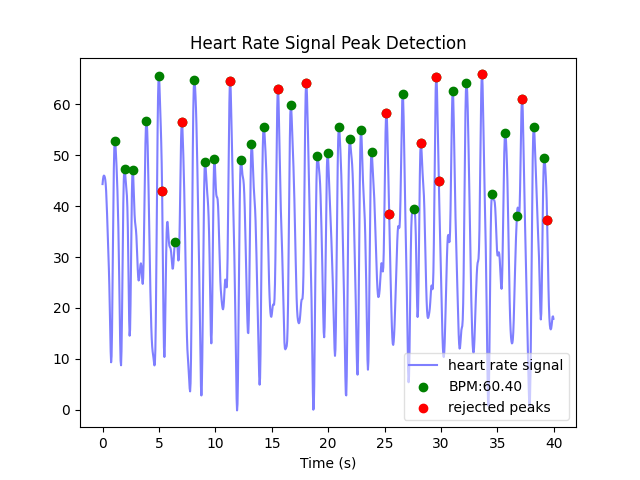 Heart Rate Signal Peak Detection
60
50
40
30
20
10
0
heart rate signal
BPM:60.40
rejected peaks
0 5 10 15 20 25 30 35 40
Time (s)